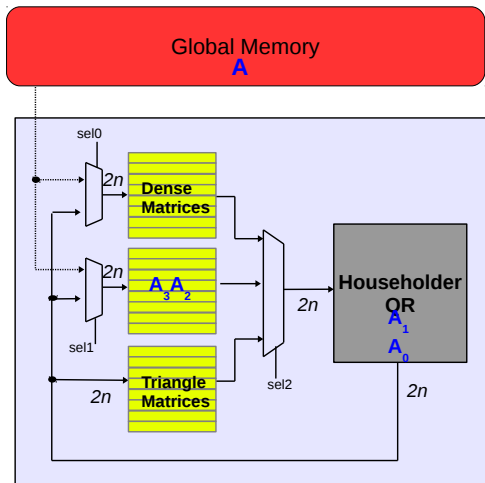 Global Memory
A
sel0
2n
Dense
Matrices
2n
A3A2
sel1
2n
Triangle
Matrices
sel2
2n
Householder
QR
A1
A0
2n